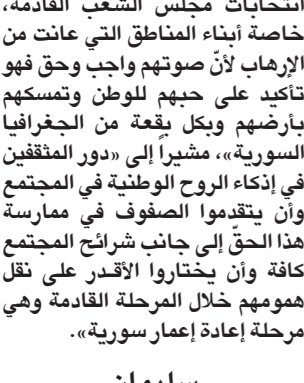 انتخابات مجلس الشعب القادمة،
خاصة أبناء المناطق التي عانت من
الإرهاب لأنّ صوتهم واجب وحق فهو
تأكيد على حبهم للوطن وتمسكهم
بأرضهم وبكل بقعة من الجغرافيا
السورية»، مشيراً إلى «دور المثقفين
في إذكاء الروح الوطنية في المجتمع
وأن يتقدموا الصفوف في ممارسة
هذا الحقّ إلى جانب شرائح المجتمع
كافة وأن يختاروا الأقدر على نقل
همومهم خلال المرحلة القادمة وهي
مرحلة إعادة إعمار سورية».